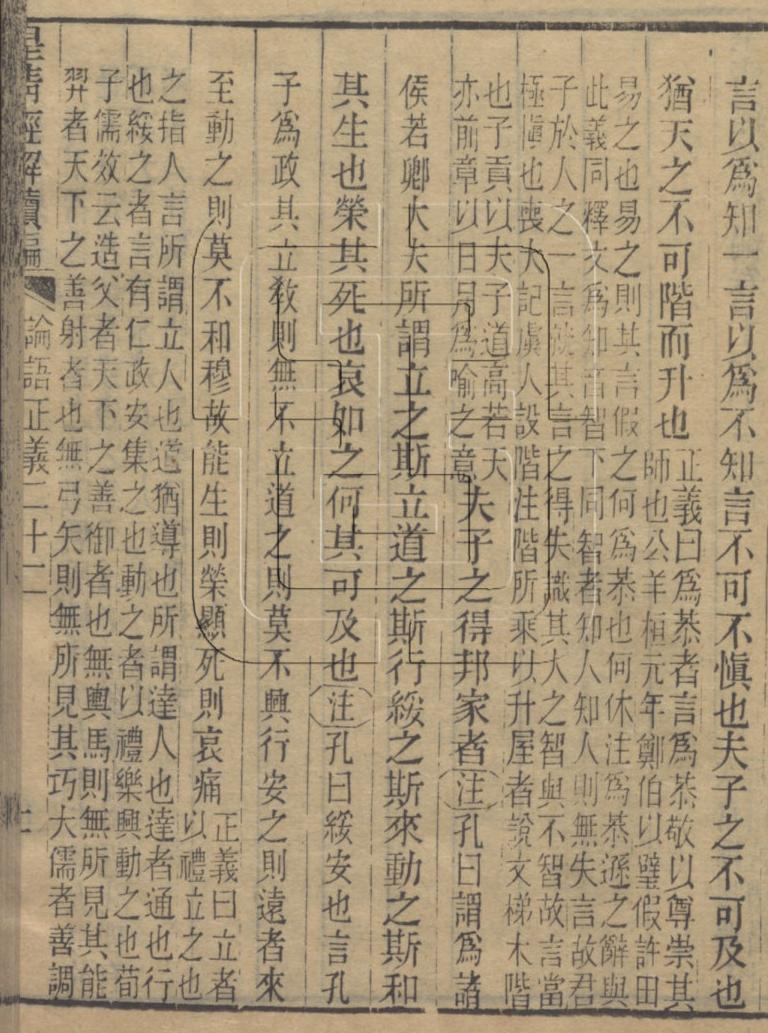 言以爲知一言以爲不知言不可不愼也夫子之不可及也
猶天之不可階而升也
正義曰爲恭者言爲恭敬以尊崇其
師也公羊桓元年鄭伯以璧假許田
易之也易之則其言假之何爲恭也何休注爲恭遜之辭與
此義同釋文爲知音智下同智者知人知人則無失言故君
子於人之一言識其言之得失識其大之智與不智故言當
極愼也喪大記虞人設階注階所乘以升屋者說文梯木階
也子貢以夫子道高若天
亦前章以日月爲喻之意
夫子之得邦家者注孔曰謂爲諸
侯若卿大夫所謂立之斯立道之斯行綏之斯來動之斯和
其生也榮其死也哀如之何其可及也注孔曰綏安也言孔
子爲政其立敎則無不立道之則莫不興行安之則遠者來
至動之則莫不和穆故能生則榮顯死則哀痛
正義曰立者
以禮立之也
之指人言所謂立人也道猶導也所謂達人也達者通也行
也綏之者言有仁政安集之也動之者以禮樂興動之也荀
子儒效云造父者天下之善御者也無輿馬則無所見其能
羿者天下之善射者也無弓矢則無所見其巧大儒者善調
皇淸經解續編
論語正義二十二